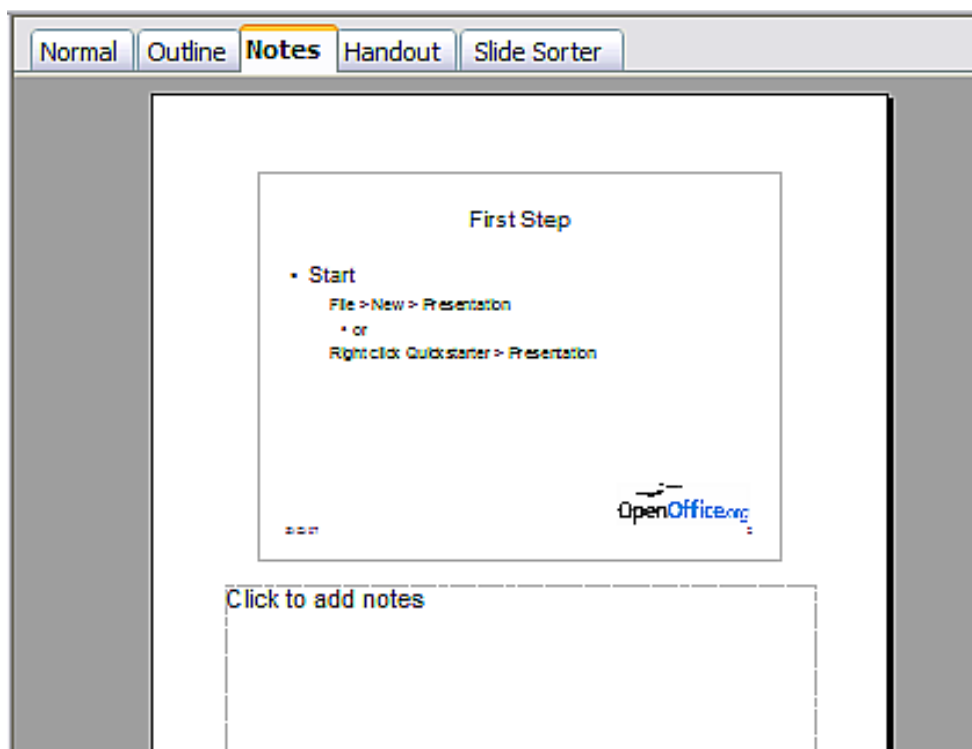 Normal Outline Notes Handout Slide Sorter
First Step
• Start
File > New > Presentation
• or
Right click Quickstarter > Presentation
OpenOffice.org
Click to add notes